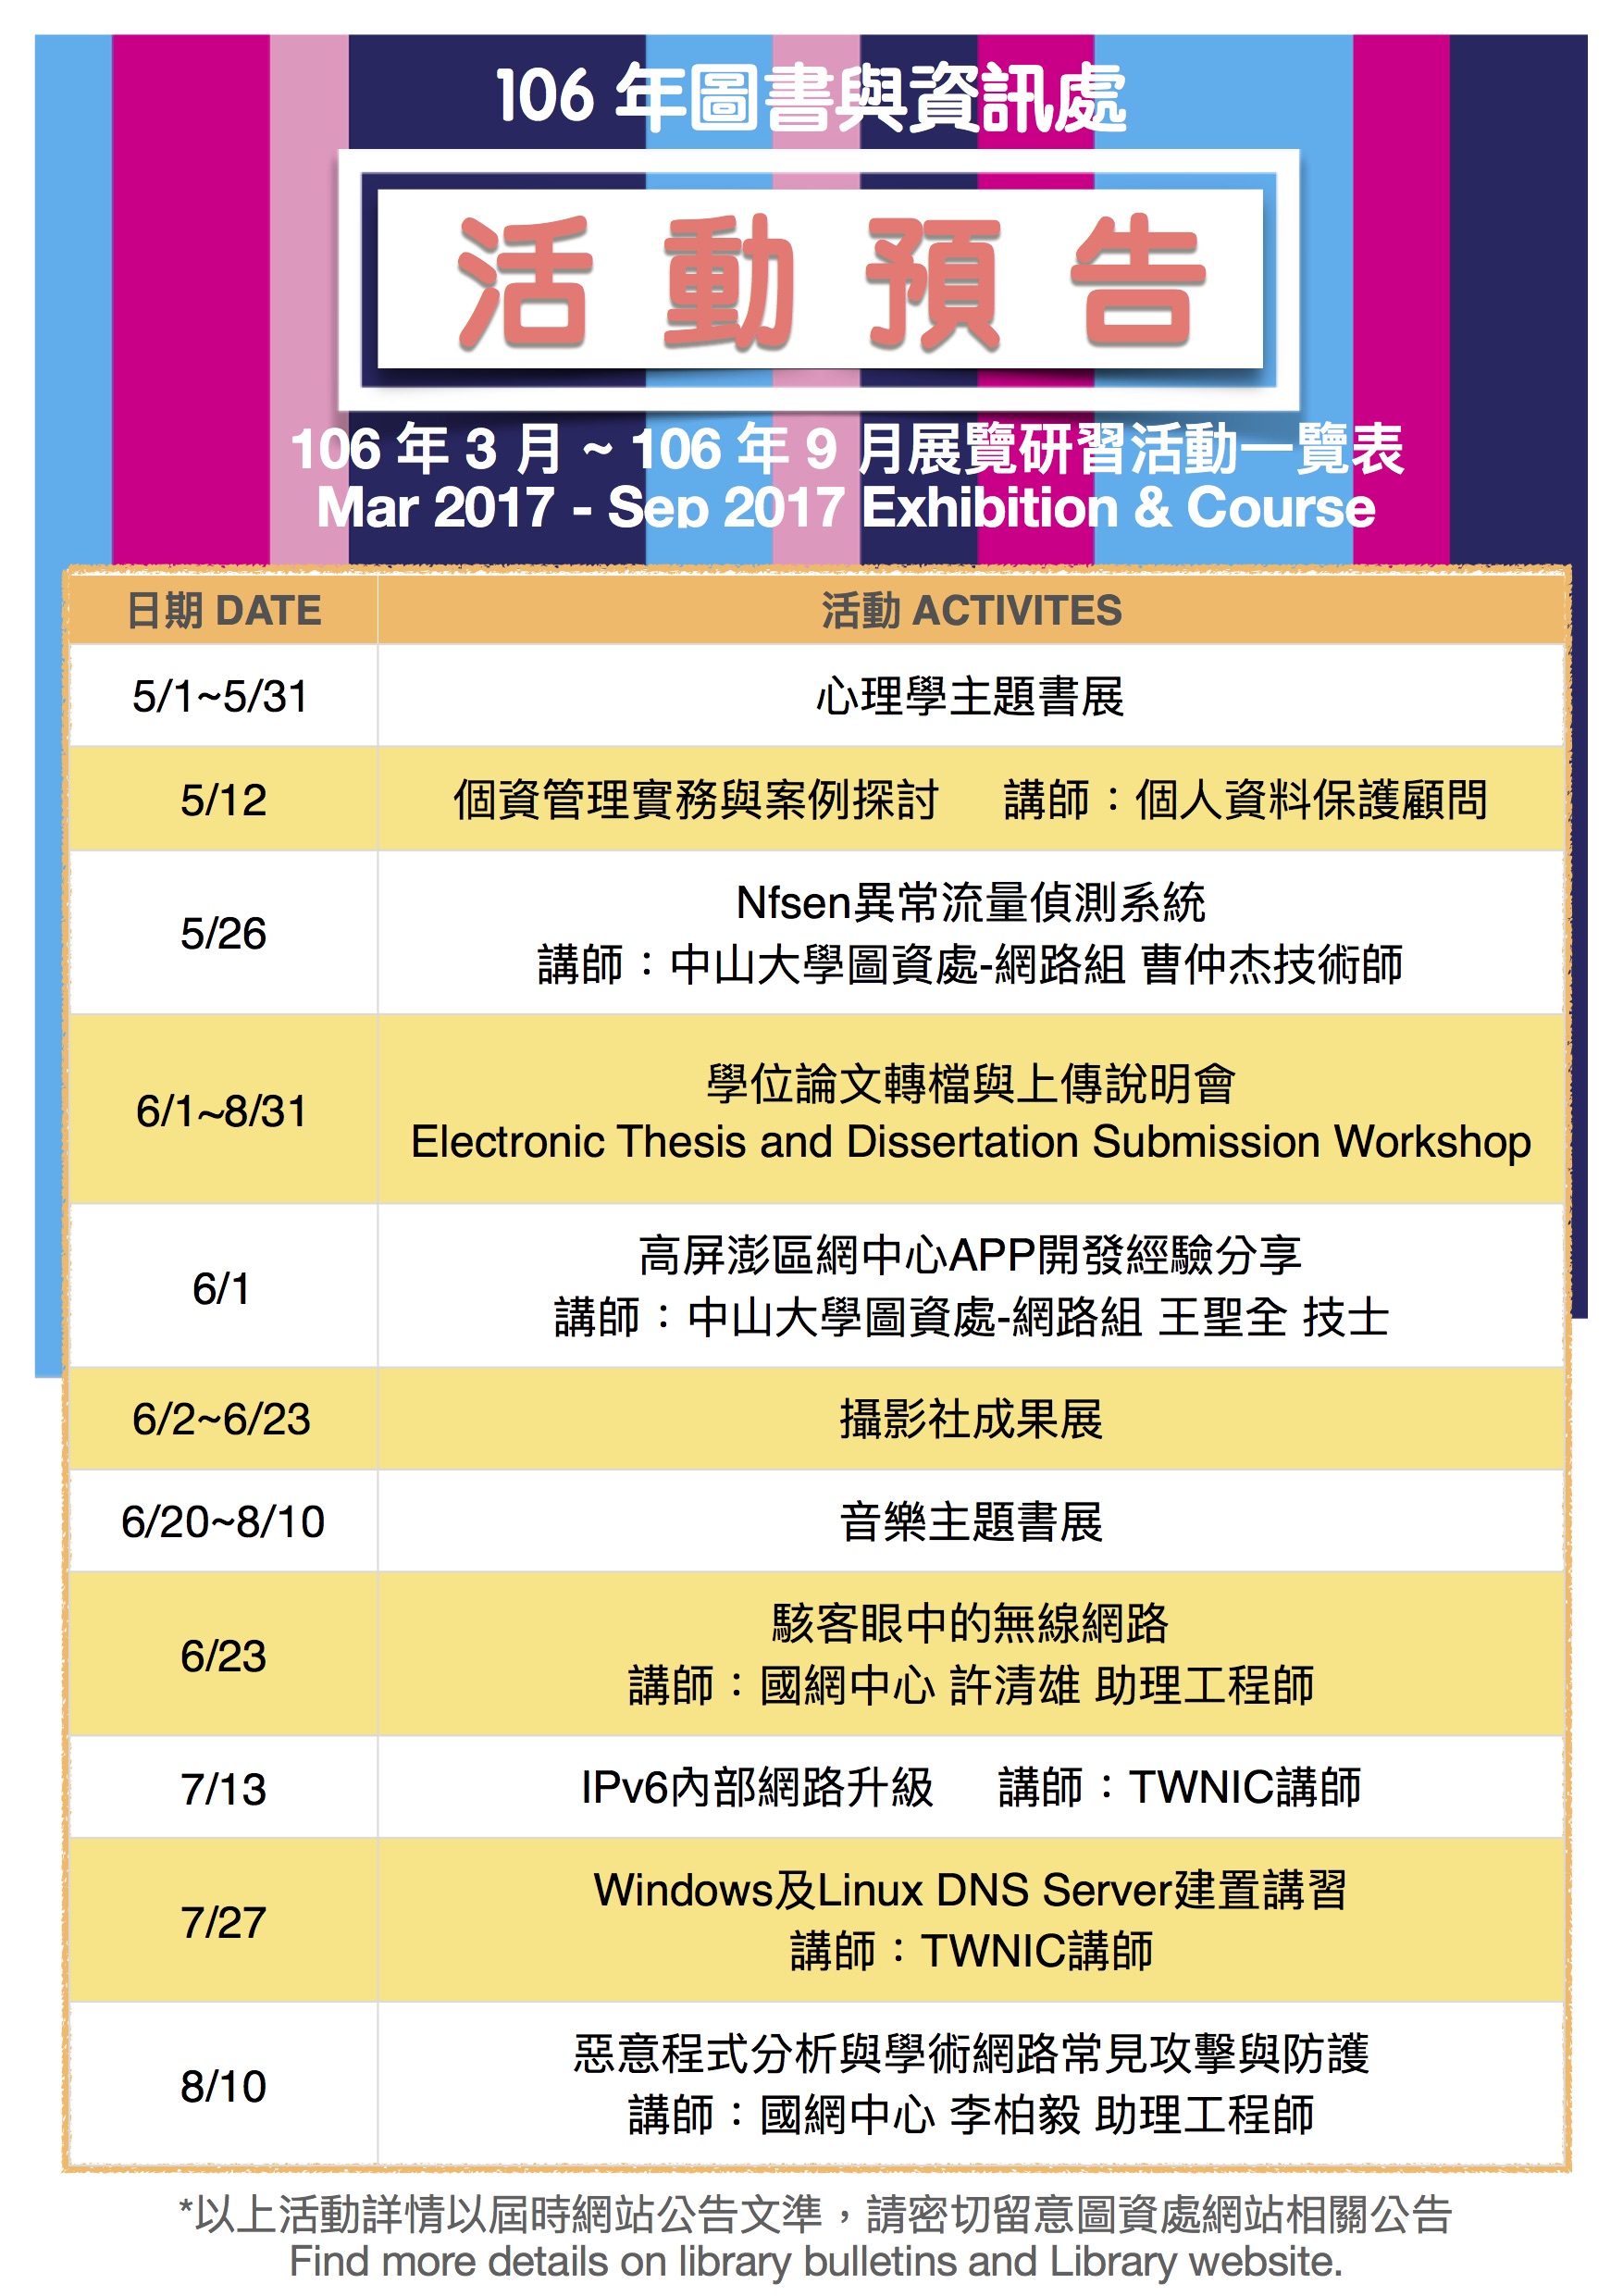 106 年圖書與資訊處
活動預告
106 年 3 月 ~ 106 年 9 月展覽研習活動一覽表
Mar 2017 - Sep 2017 Exhibition & Course
日期 DATE
活動 ACTIVITES
5/1~5/31
心理學主題書展
5/12
個資管理實務與案例探討 講師：個人資料保護顧問
5/26
Nfsen異常流量偵測系統
講師：中山大學圖資處-網路組 曹仲杰技術師
6/1~8/31
學位論文轉檔與上傳說明會
Electronic Thesis and Dissertation Submission Workshop
6/1
高屏澎區網中心APP開發經驗分享
講師：中山大學圖資處-網路組 王聖全 技士
6/2~6/23
攝影社成果展
6/20~8/10
音樂主題書展
6/23
駭客眼中的無線網路
講師：國網中心 許清雄 助理工程師
7/13
IPv6內部網路升級 講師：TWNIC講師
7/27
Windows及Linux DNS Server建置講習
講師：TWNIC講師
8/10
惡意程式分析與學術網路常見攻擊與防護
講師：國網中心 李柏毅 助理工程師
*以上活動詳情以屆時網站公告文準，請密切留意圖資處網站相關公告
Find more details on library bulletins and Library website.